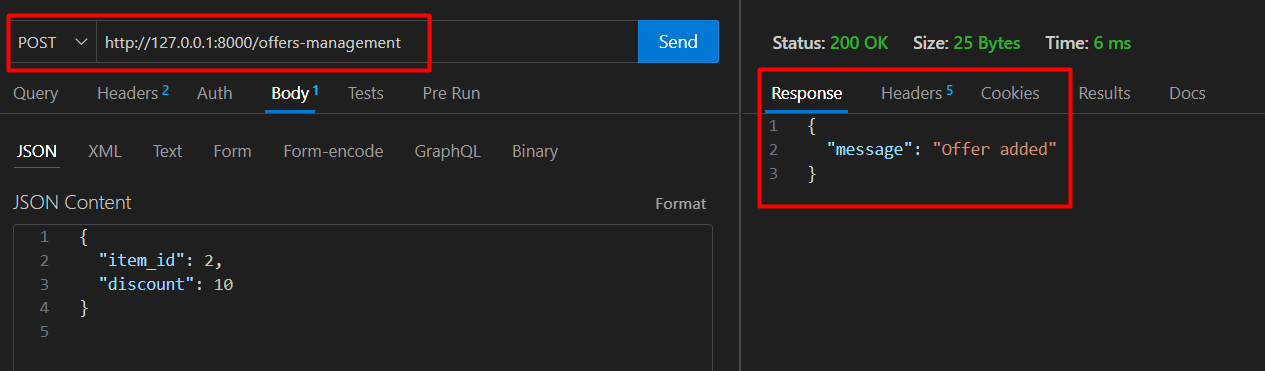 POST http://127.0.0.1:8000/offers-management Send
Query Headers 2 Auth Body 1 Tests Pre Run
JSON XML Text Form Form-encode GraphQL Binary
JSON Content Format
1 {
2 "item_id": 2,
3 "discount": 10
4 }
5
Status: 200 OK Size: 25 Bytes Time: 6 ms
Response Headers 5 Cookies Results Docs
1 {
2 "message": "Offer added"
3 }